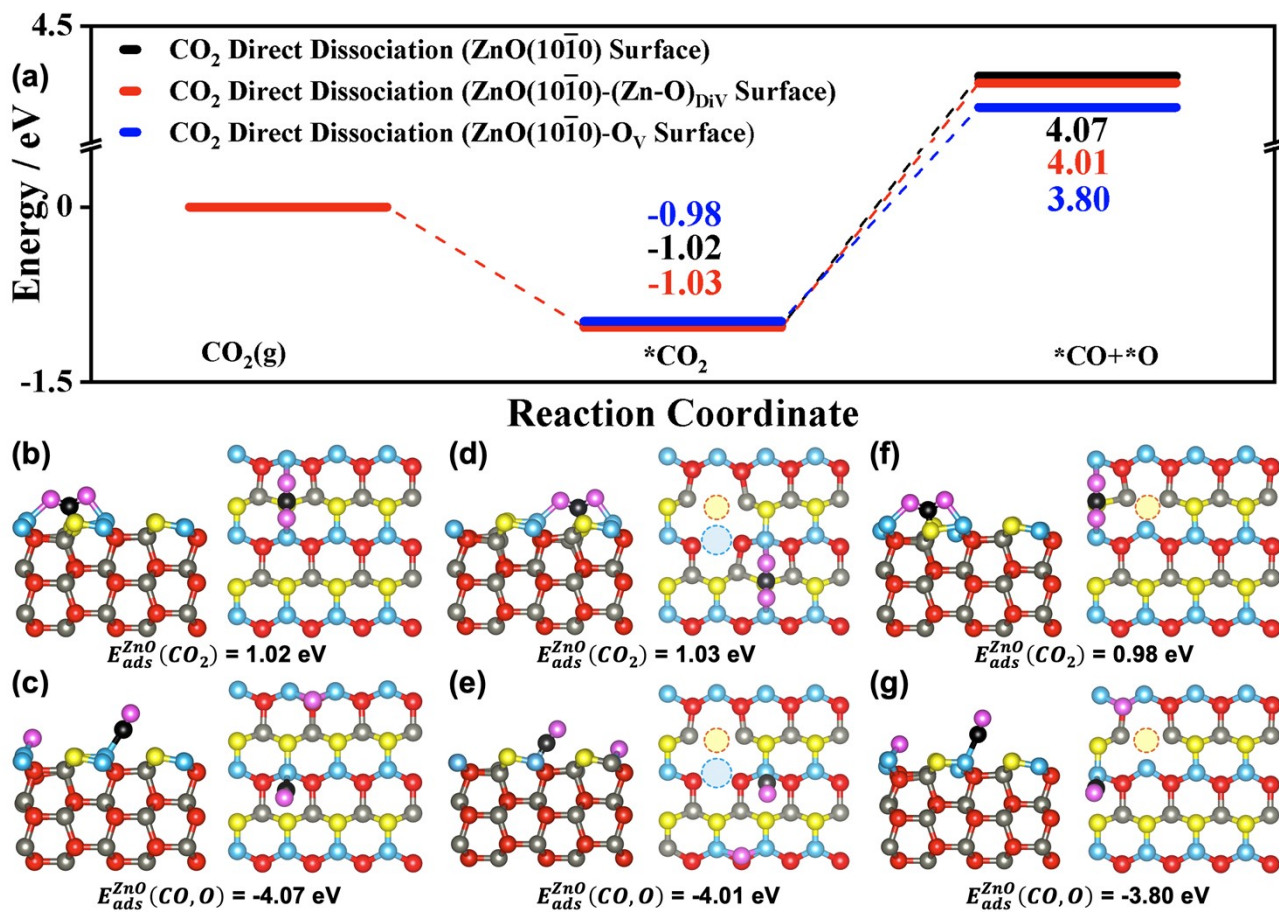 4.5
(a)
CO₂ Direct Dissociation (ZnO(101̅0) Surface)
CO₂ Direct Dissociation (ZnO(101̅0)-(Zn-O)DiV Surface)
CO₂ Direct Dissociation (ZnO(101̅0)-OV Surface)
Energy / eV
4.07
4.01
3.80
0
-0.98
-1.02
-1.03
CO₂(g)
*CO₂
*CO+*O
-1.5
Reaction Coordinate
(b)
(d)
(f)
E_ads^ZnO(CO₂) = 1.02 eV
E_ads^ZnO(CO₂) = 1.03 eV
E_ads^ZnO(CO₂) = 0.98 eV
(c)
(e)
(g)
E_ads^ZnO(CO,O) = -4.07 eV
E_ads^ZnO(CO,O) = -4.01 eV
E_ads^ZnO(CO,O) = -3.80 eV